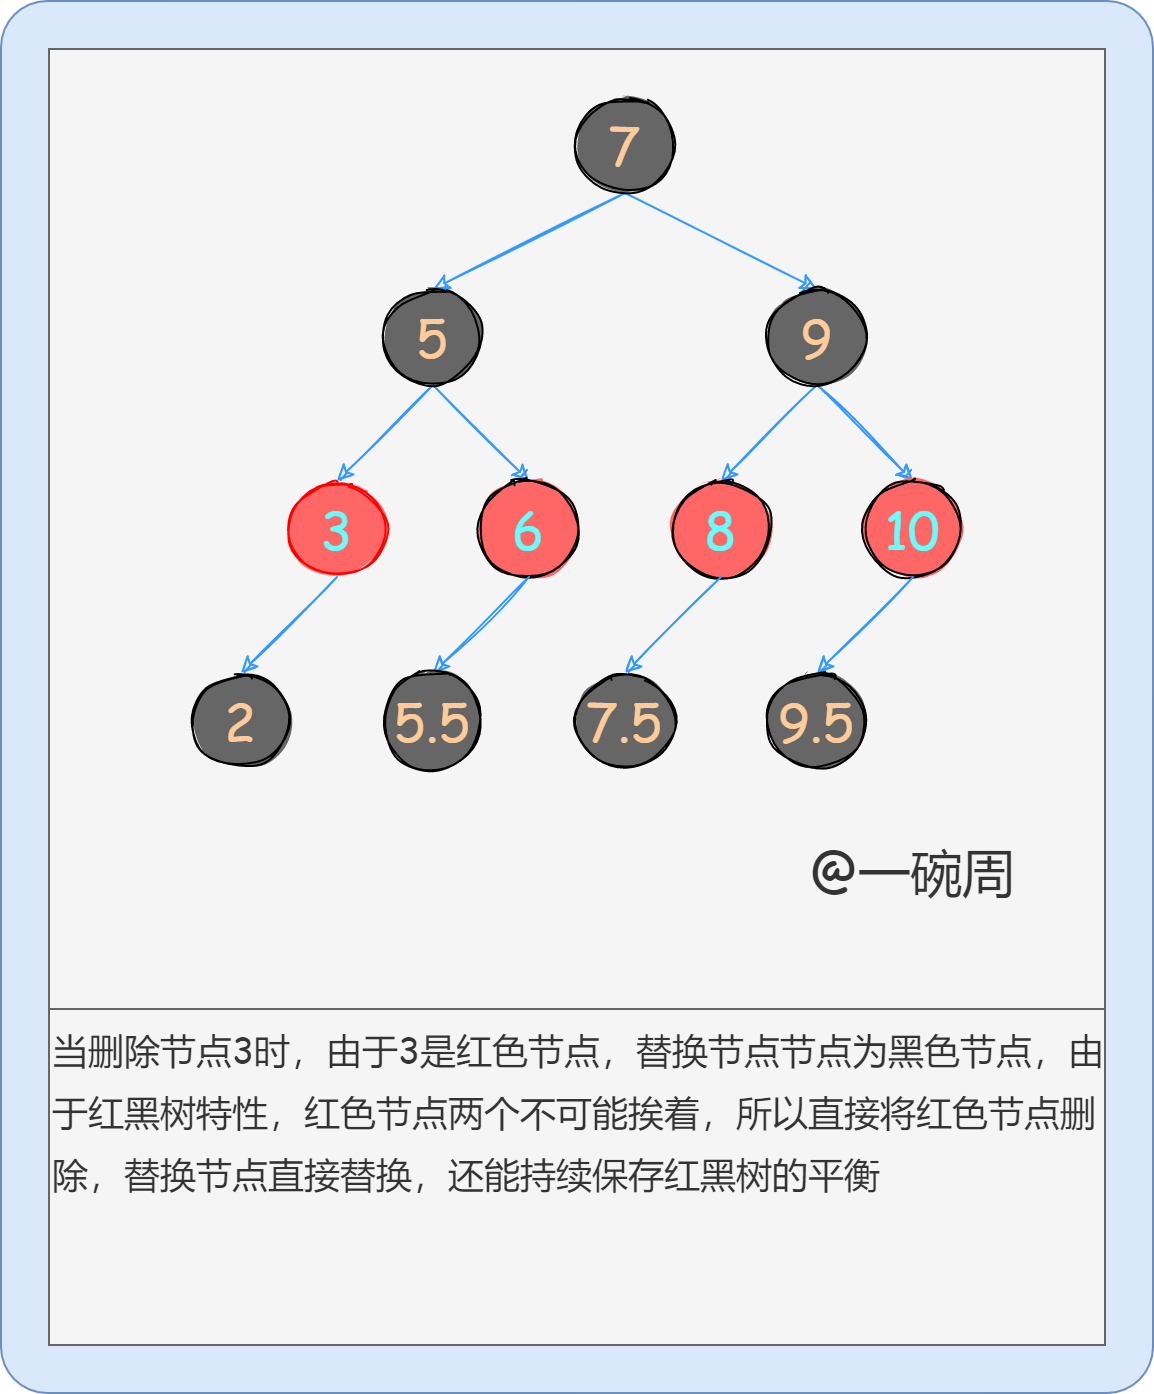 7
5 9
3 6 8 10
2 5.5 7.5 9.5
@一碗周
当删除节点3时，由于3是红色节点，替换节点节点为黑色节点，由
于红黑树特性，红色节点两个不可能挨着，所以直接将红色节点删
除，替换节点直接替换，还能持续保存红黑树的平衡